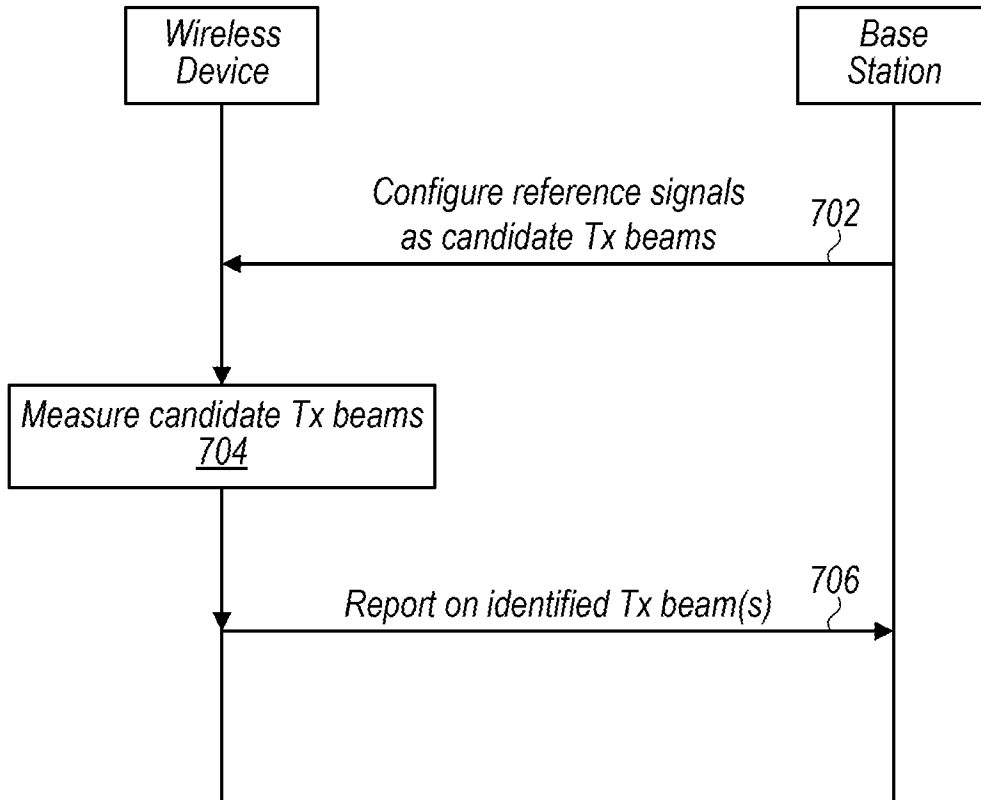 Wireless
Device
Base
Station
Configure reference signals
as candidate Tx beams
702
Measure candidate Tx beams
704
706
Report on identified Tx beam(s)